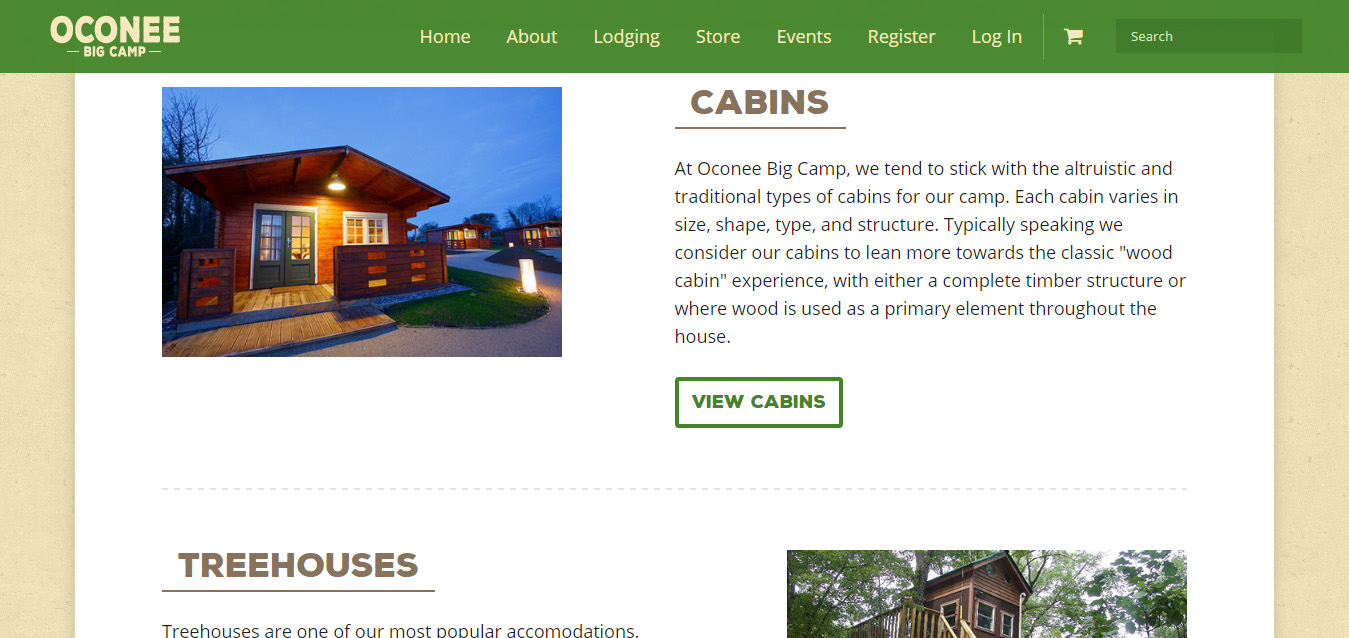 OCONEE
BIG CAMP
Home About Lodging Store Events Register Log In Search
CABINS
At Oconee Big Camp, we tend to stick with the altruistic and
traditional types of cabins for our camp. Each cabin varies in
size, shape, type, and structure. Typically speaking we
consider our cabins to lean more towards the classic "wood
cabin" experience, with either a complete timber structure or
where wood is used as a primary element throughout the
house.
VIEW CABINS
TREEHOUSES
Treehouses are one of our most popular accomodations.